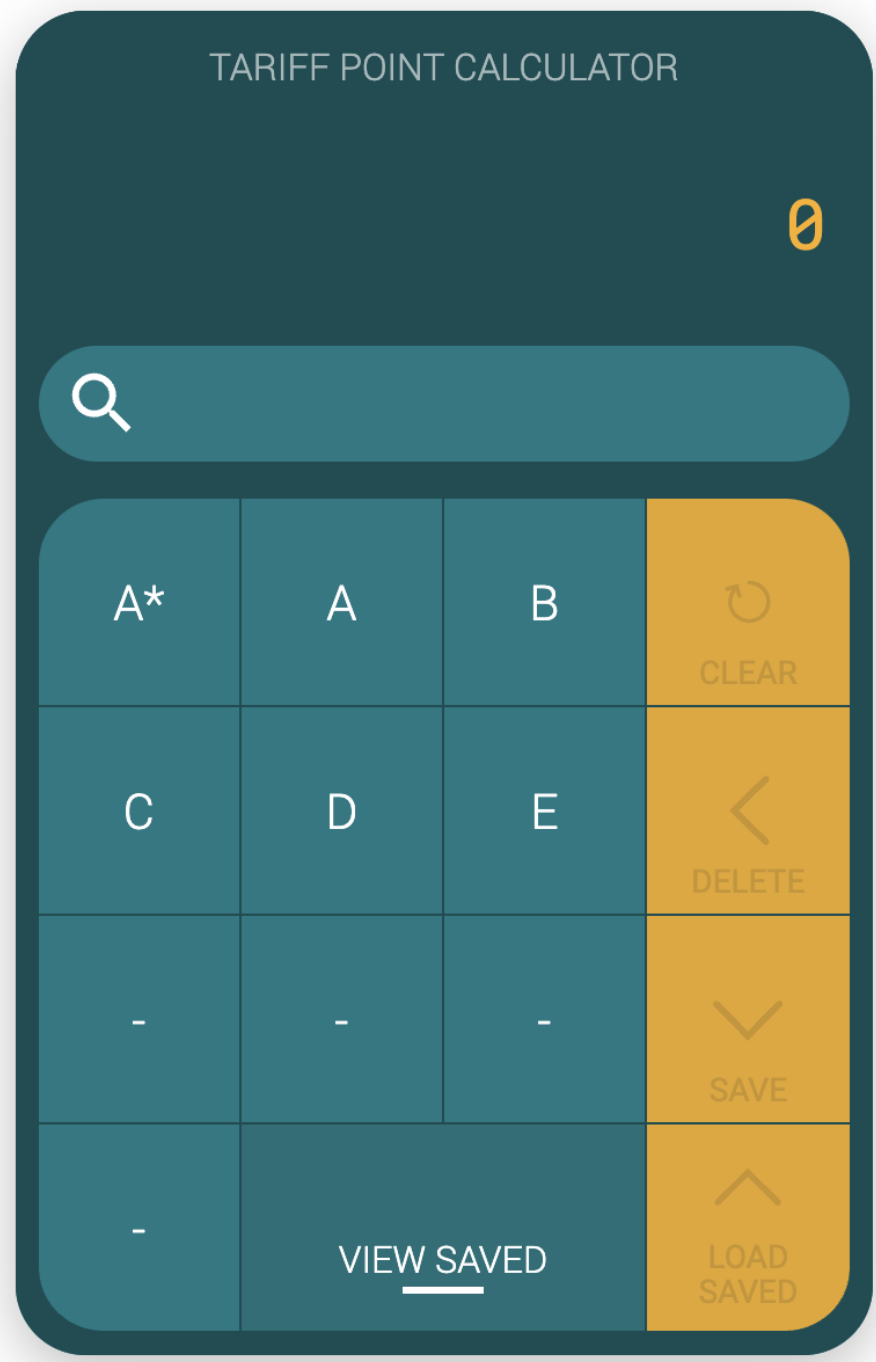 TARIFF POINT CALCULATOR
0
A* A B
CLEAR
C D E
DELETE
- - -
SAVE
-
VIEW SAVED
LOAD
SAVED